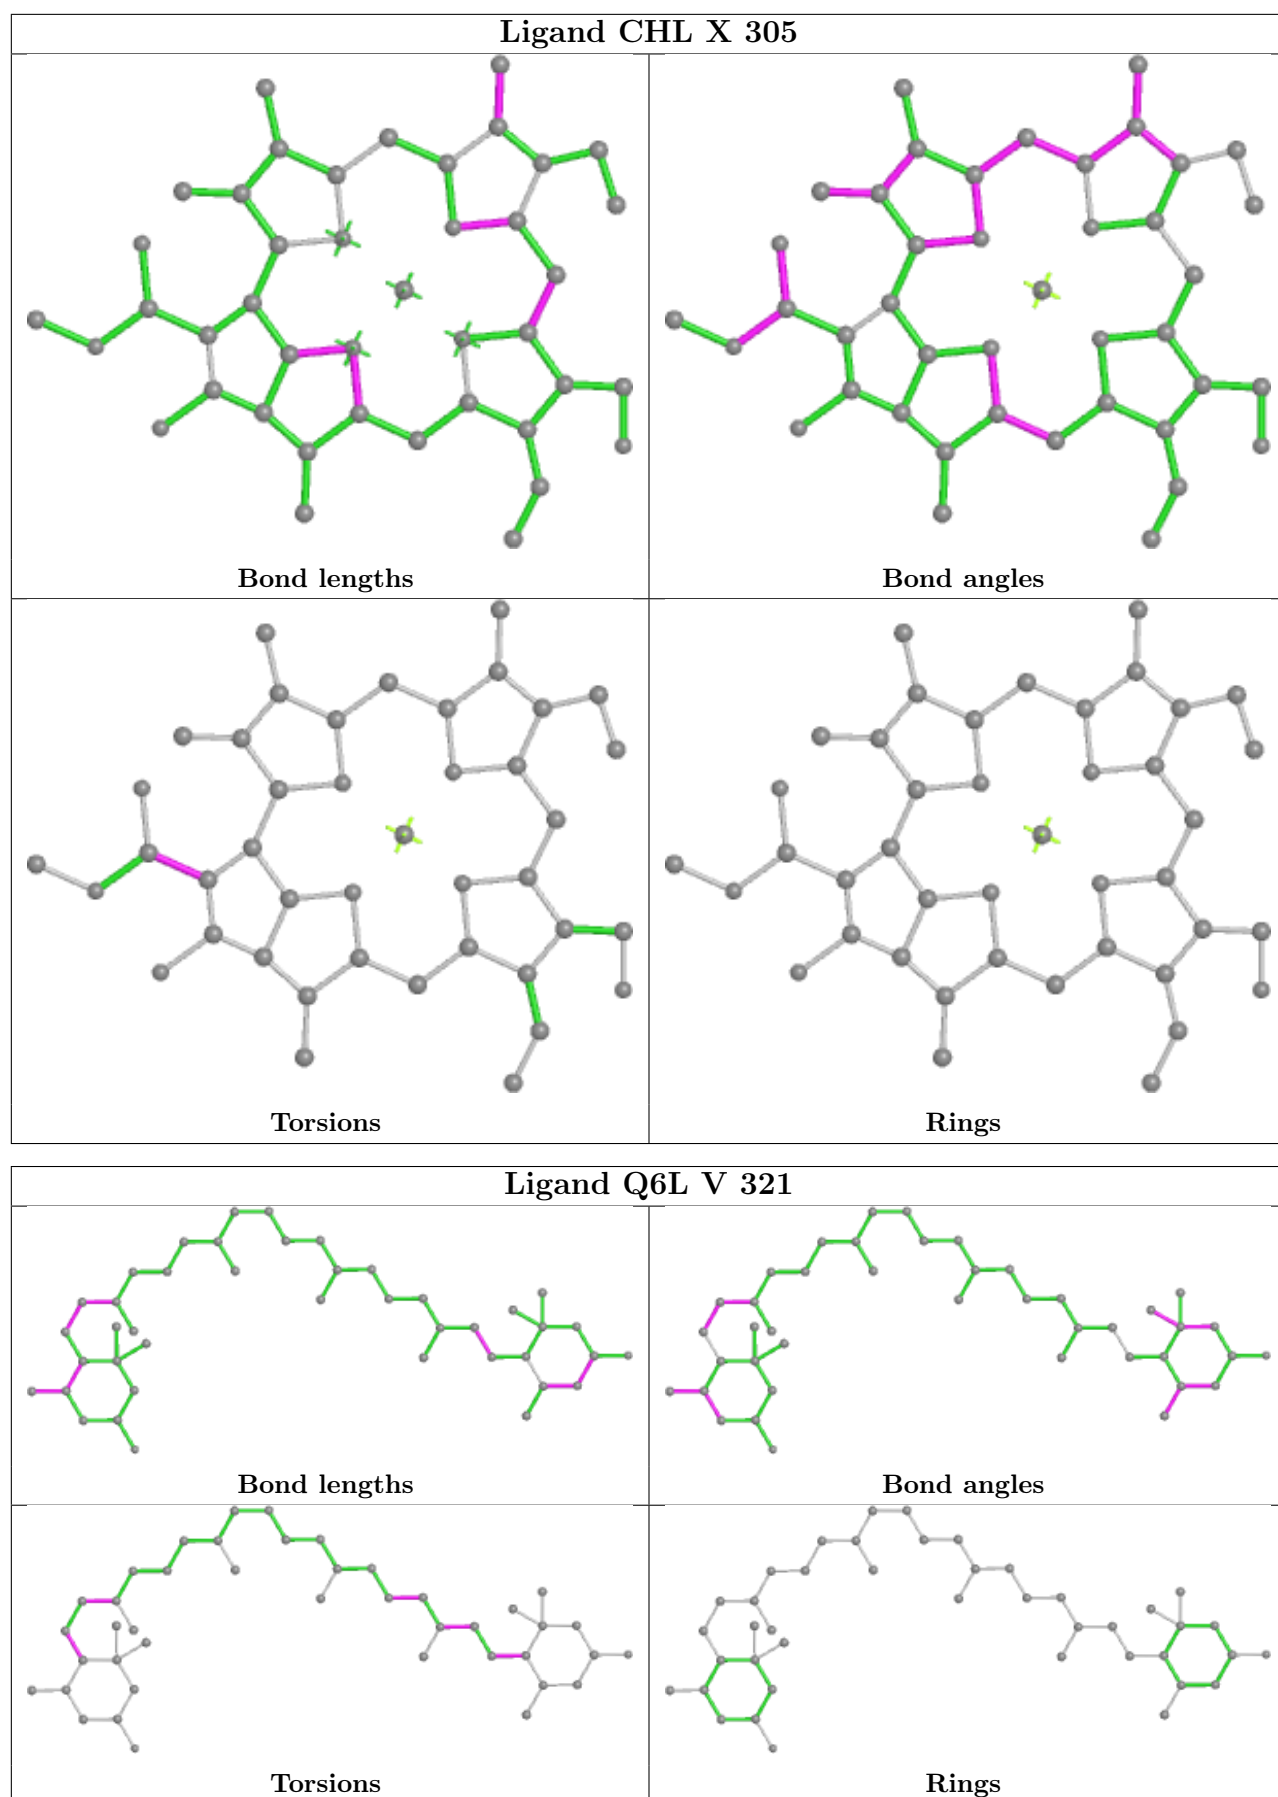 Ligand CHL X 305
Bond lengths
Bond angles
Torsions
Rings
Ligand Q6L V 321
Bond lengths
Bond angles
Torsions
Rings